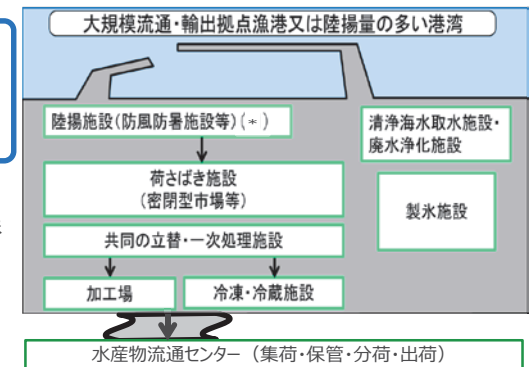 大規模流通・輸出拠点漁港又は陸揚量の多い港湾
陸揚施設(防風防暑施設等)(*)
清浄海水取水施設・
廃水浄化施設
荷さばき施設
(密閉型市場等)
製氷施設
共同の立替・一次処理施設
加工場
冷凍・冷蔵施設
水産物流通センター（集荷・保管・分荷・出荷）